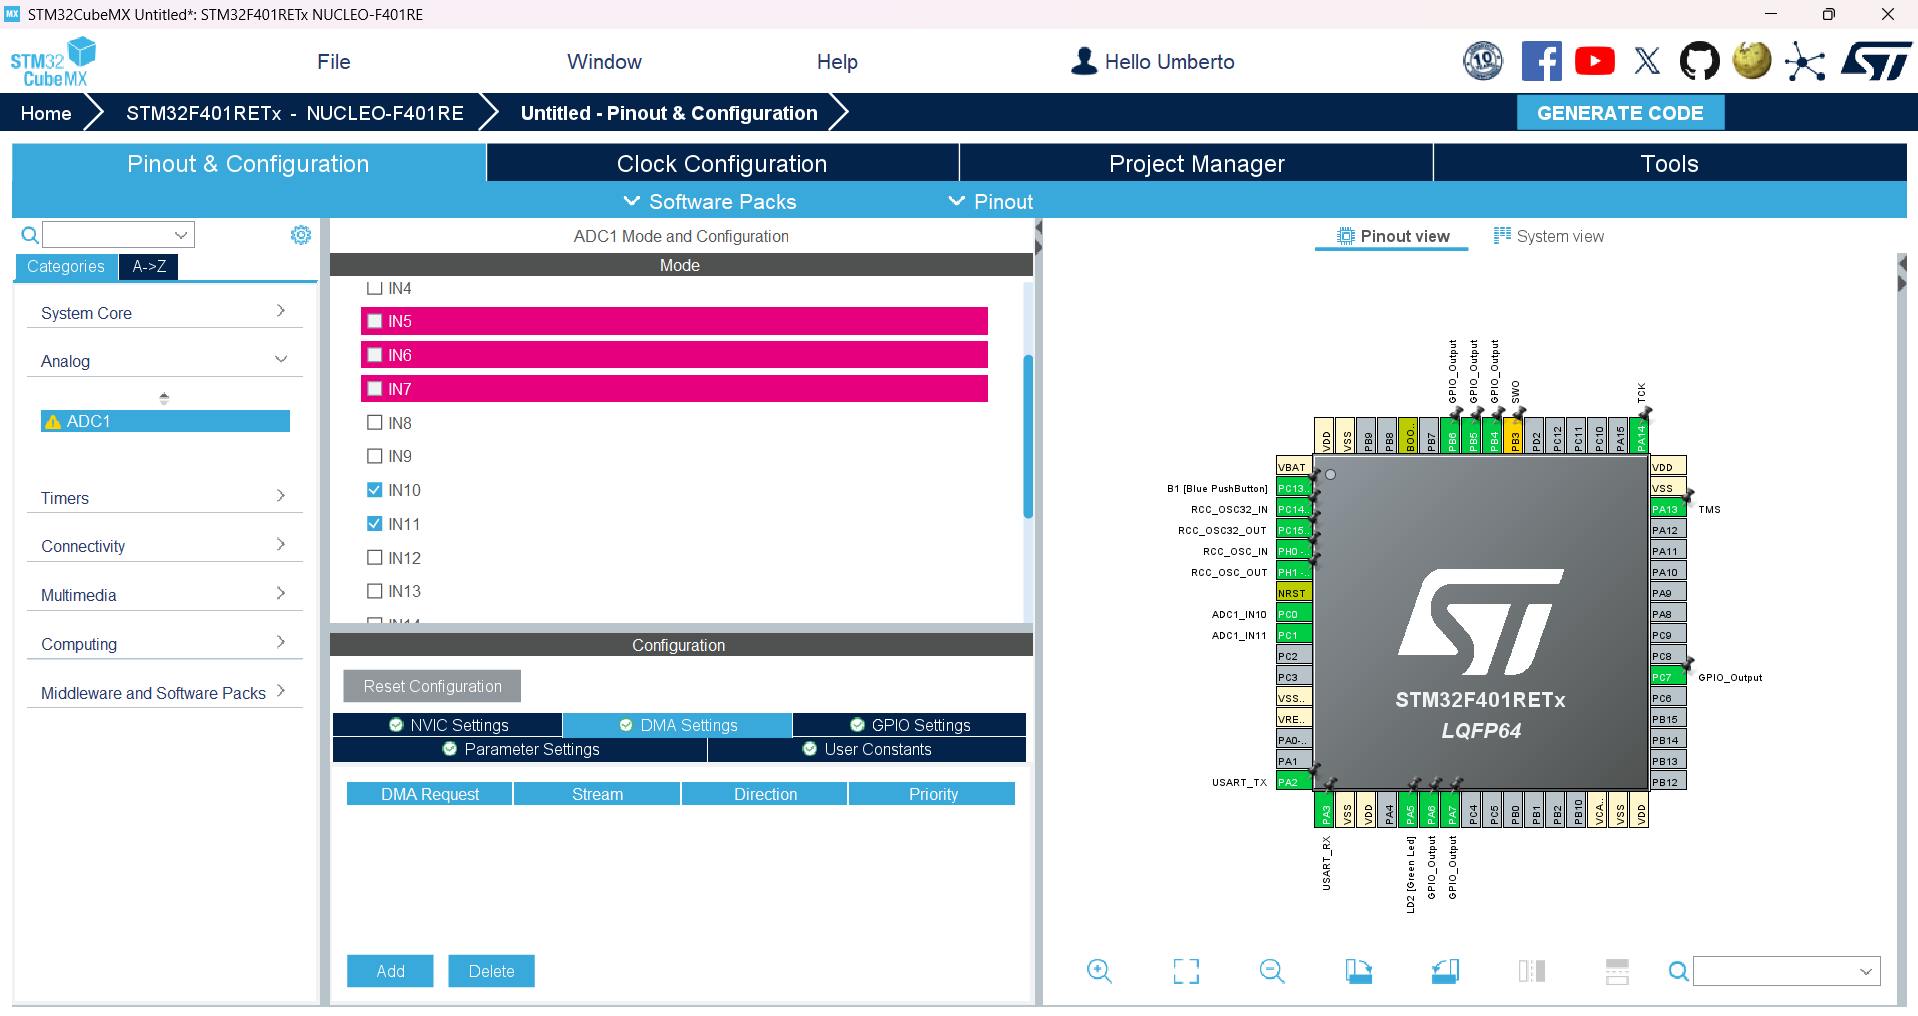 MX STM32CubeMX Untitled*: STM32F401RETx NUCLEO-F401RE
STM32
CubeMX
File
Window
Help
Hello Umberto
10
Home
STM32F401RETx - NUCLEO-F401RE
Untitled - Pinout & Configuration
GENERATE CODE
Pinout & Configuration
Clock Configuration
Project Manager
Tools
Software Packs
Pinout
Categories
A->Z
System Core
Analog
ADC1
Timers
Connectivity
Multimedia
Computing
Middleware and Software Packs
ADC1 Mode and Configuration
Mode
IN4
IN5
IN6
IN7
IN8
IN9
IN10
IN11
IN12
IN13
IN14
Configuration
Reset Configuration
NVIC Settings
DMA Settings
GPIO Settings
Parameter Settings
User Constants
DMA Request
Stream
Direction
Priority
Add
Delete
Pinout view
System view
GPIO_Output
GPIO_Output
GPIO_Output
SWO
TCK
VDD
VSS
PB9
PB8
BOO..
PB7
PB6
PB5
PB4
PB3
PD2
PC12
PC11
PC10
PA15
PA14
VBAT
B1 [Blue PushButton] PC13..
RCC_OSC32_IN PC14..
RCC_OSC32_OUT PC15..
RCC_OSC_IN PH0 -..
RCC_OSC_OUT PH1 -..
NRST
ADC1_IN10 PC0
ADC1_IN11 PC1
PC2
PC3
VSS..
VRE..
PA0-..
PA1
USART_TX PA2
STM32F401RETx
LQFP64
VDD
VSS
PA13 TMS
PA12
PA11
PA10
PA9
PA8
PC9
PC8
PC7 GPIO_Output
PC6
PB15
PB14
PB13
PB12
PA3
VSS
VDD
PA4
PA5
PA6
PA7
PC4
PC5
PB0
PB1
PB2
PB10
VCA..
VSS
VDD
USART_RX
LD2 [Green Led]
GPIO_Output
GPIO_Output